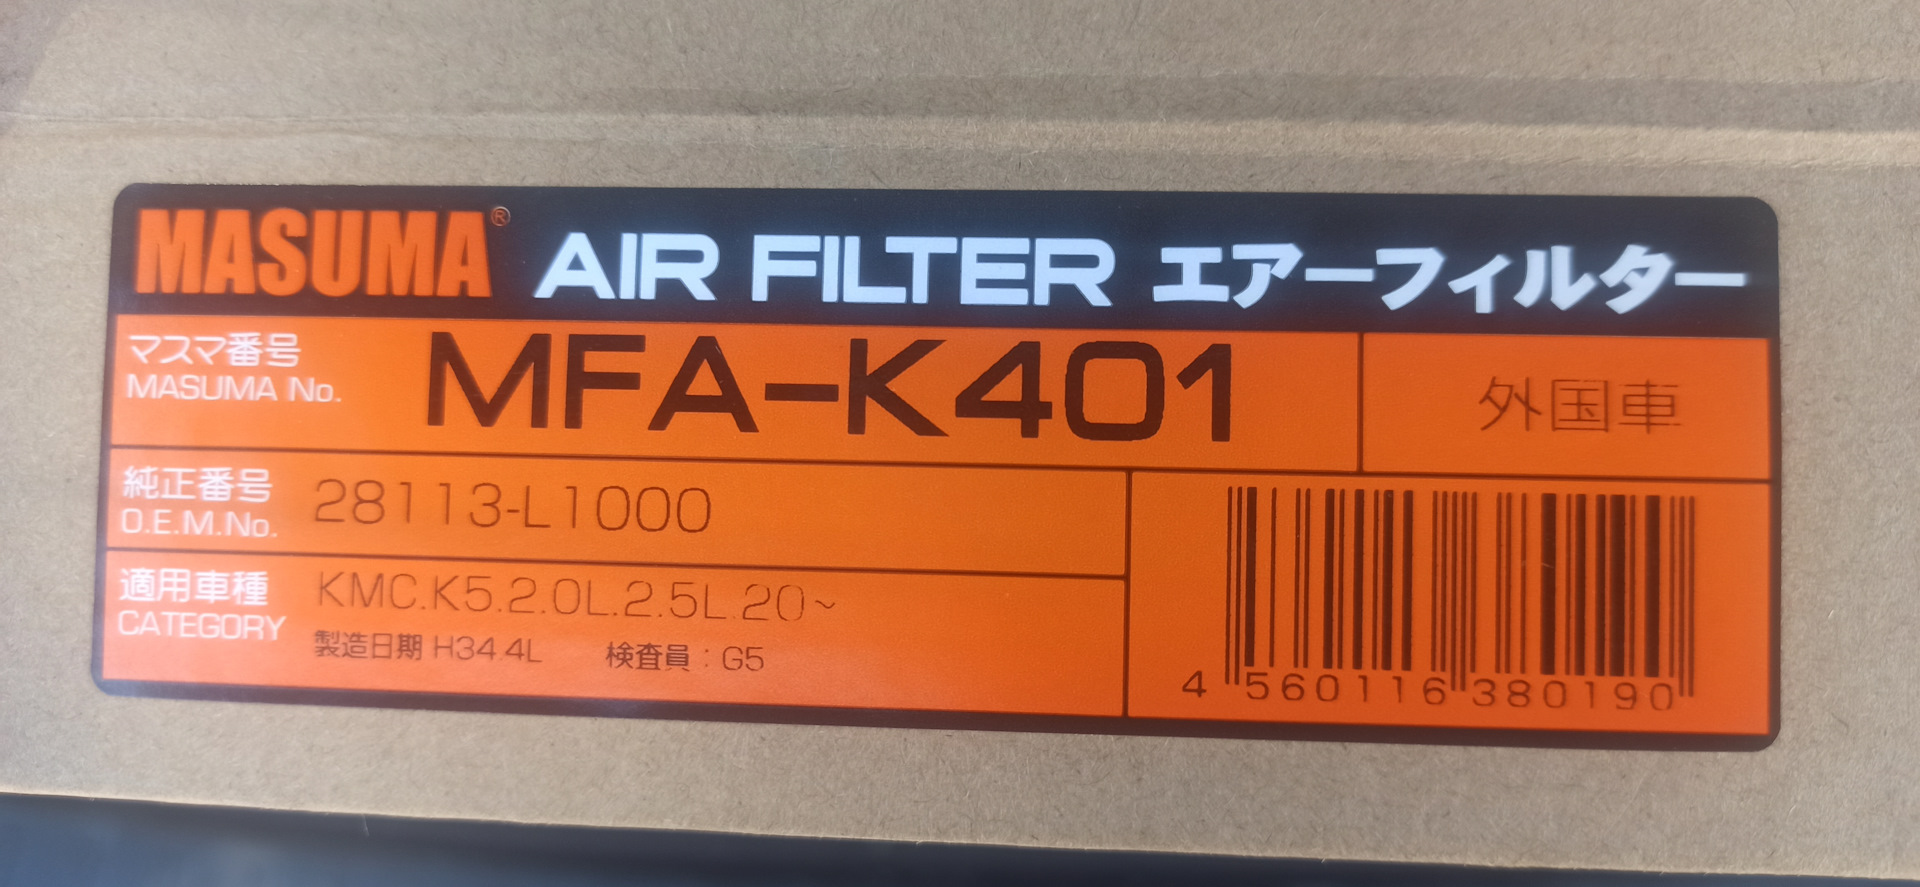 MASUMA® AIR FILTER エアーフィルター
マスマ番号
MASUMA No.
MFA-K401
外国車
純正番号
O.E.M.No.
28113-L1000
適用車種
CATEGORY
KMC.K5.2.0L.2.5L.20~
製造日期 H34.4L 検査員：G5
4 560116 380190